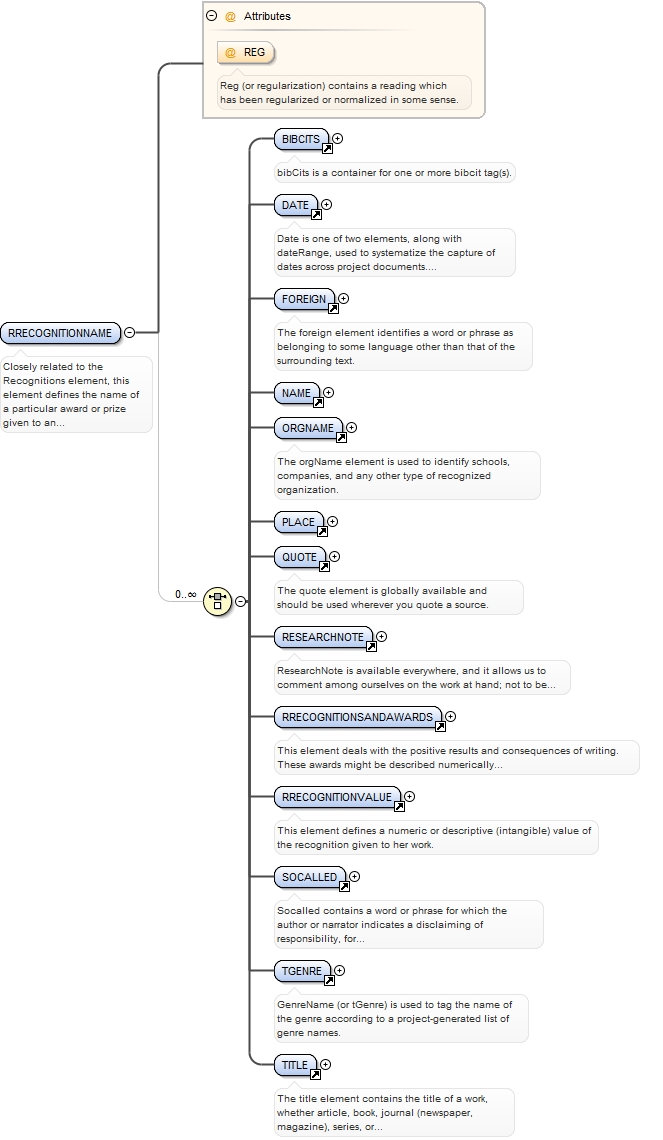 @ Attributes
@ REG
Reg (or regularization) contains a reading which
has been regularized or normalized in some sense.
BIBCITS
bibCits is a container for one or more bibcit tag(s).
DATE
Date is one of two elements, along with
dateRange, used to systematize the capture of
dates across project documents....
FOREIGN
The foreign element identifies a word or phrase as
belonging to some language other than that of the
surrounding text.
RRECOGNITIONNAME
Closely related to the
Recognitions element, this
element defines the name of
a particular award or prize
given to an...
NAME
ORGNAME
The orgName element is used to identify schools,
companies, and any other type of recognized
organization.
PLACE
QUOTE
The quote element is globally available and
should be used wherever you quote a source.
0..∞
RESEARCHNOTE
ResearchNote is available everywhere, and it allows us to
comment among ourselves on the work at hand; not to be...
RRECOGNITIONSANDAWARDS
This element deals with the positive results and consequences of writing.
These awards might be described numerically...
RRECOGNITIONVALUE
This element defines a numeric or descriptive (intangible) value of
the recognition given to her work.
SOCALLED
Socalled contains a word or phrase for which the
author or narrator indicates a disclaiming of
responsibility, for...
TGENRE
GenreName (or tGenre) is used to tag the name of
the genre according to a project-generated list of
genre names.
TITLE
The title element contains the title of a work,
whether article, book, journal (newspaper,
magazine), series, or...